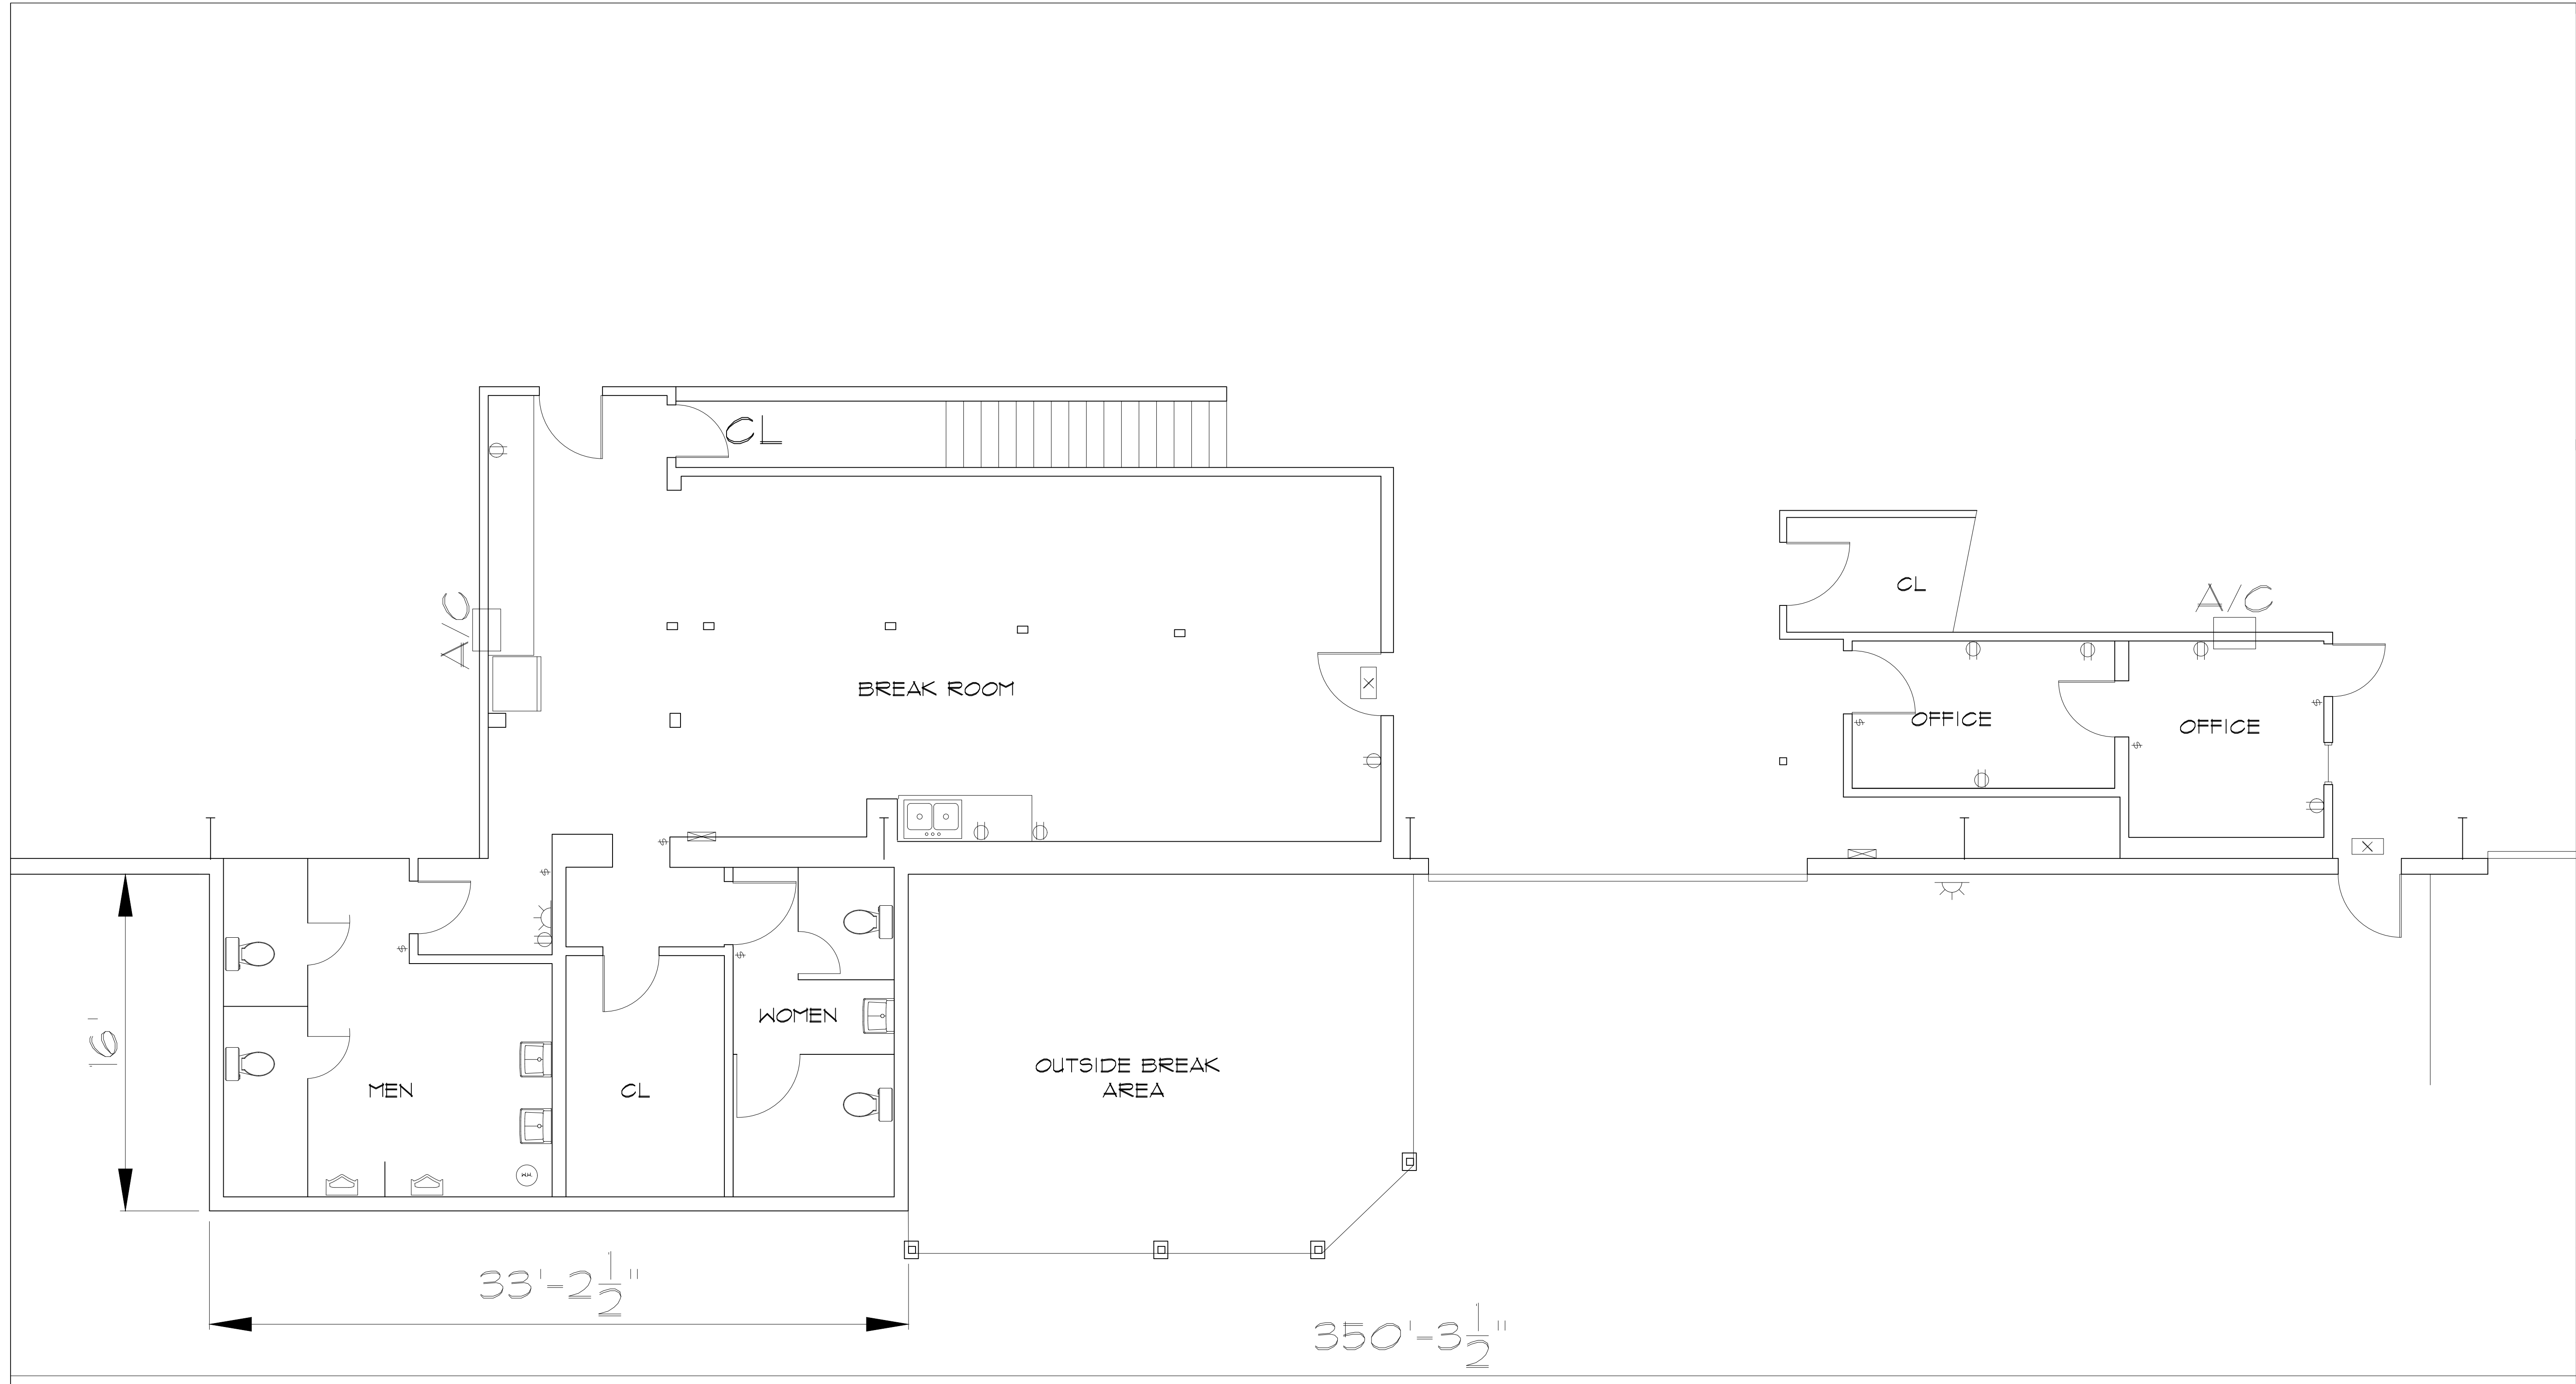 CL
A/C
CL
A/C
BREAK ROOM
OFFICE
OFFICE
$
$
$
$
$
$
$
WOMEN
16'
MEN
CL
OUTSIDE BREAK
AREA
W.H.
33'-2 1/2"
350'-3 1/2"